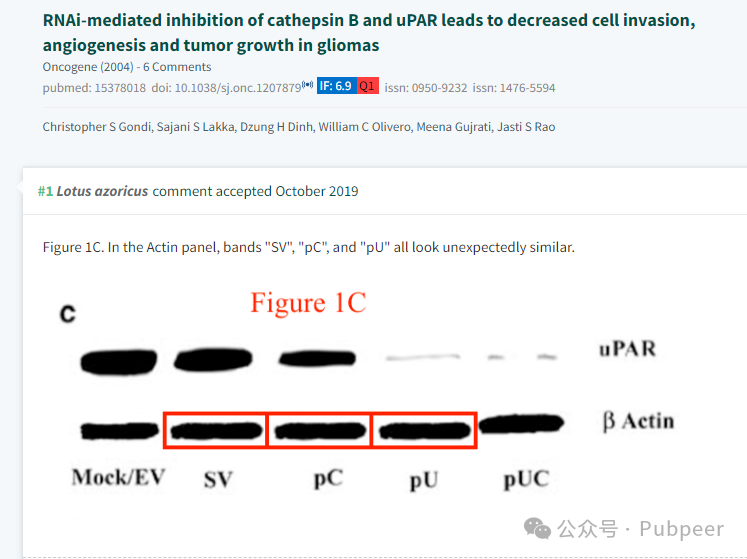 RNAi-mediated inhibition of cathepsin B and uPAR leads to decreased cell invasion,
angiogenesis and tumor growth in gliomas
Oncogene (2004) - 6 Comments
pubmed: 15378018 doi: 10.1038/sj.onc.1207879 IF: 6.9 Q1 issn: 0950-9232 issn: 1476-5594
Christopher S Gondi, Sajani S Lakka, Dzung H Dinh, William C Olivero, Meena Gujrati, Jasti S Rao
#1 Lotus azoricus comment accepted October 2019
Figure 1C. In the Actin panel, bands "SV", "pC", and "pU" all look unexpectedly similar.
Figure 1C
C
uPAR
β Actin
Mock/EV SV pC pU pUC
公众号 · Pubpeer